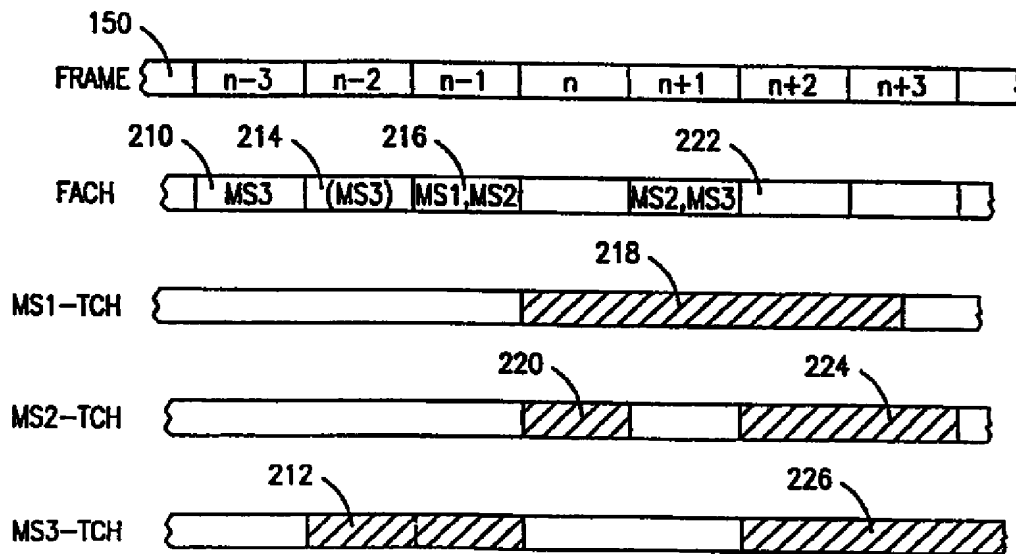 150
FRAME n-3 n-2 n-1 n n+1 n+2 n+3
210 214 216 222
FACH MS3 (MS3) MS1,MS2 MS2,MS3
218
MS1-TCH
220 224
MS2-TCH
212 226
MS3-TCH